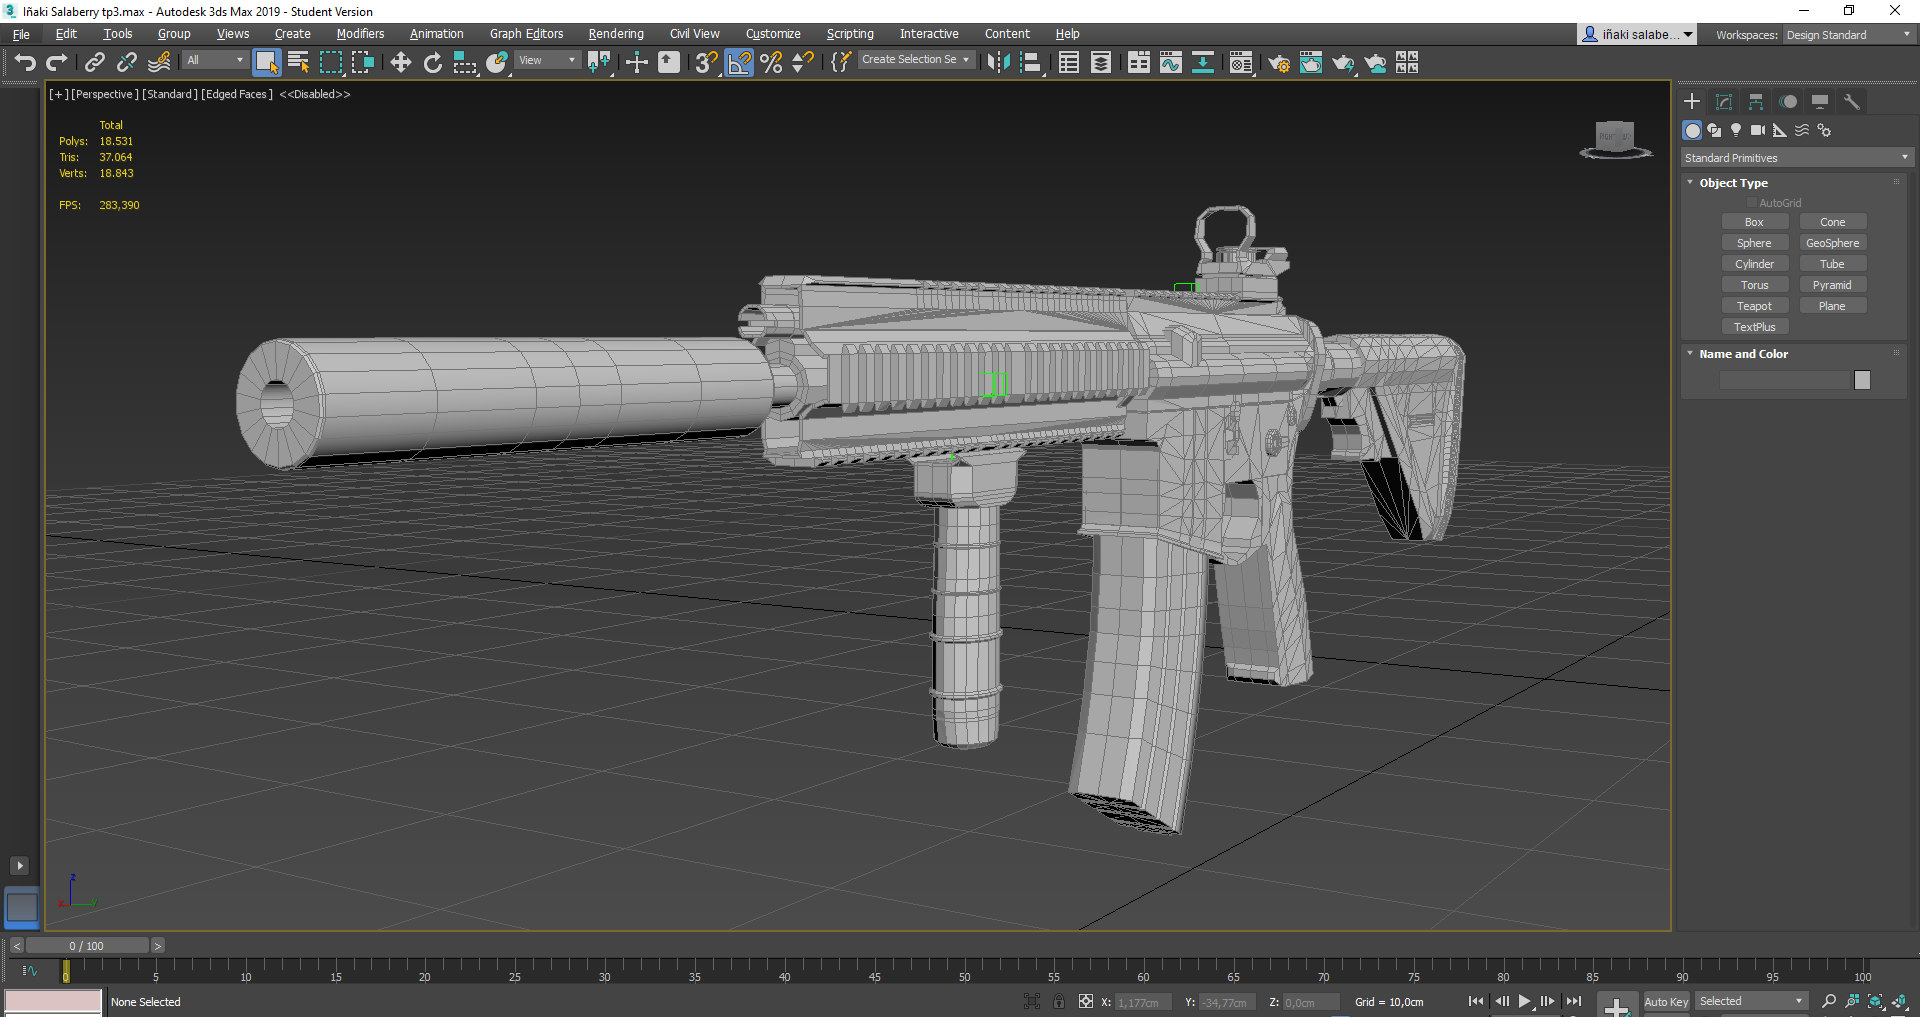 Iñaki Salaberry tp3.max - Autodesk 3ds Max 2019 - Student Version
File Edit Tools Group Views Create Modifiers Animation Graph Editors Rendering Civil View Customize Scripting Interactive Content Help
iñaki salabe... Workspaces: Design Standard
All View Create Selection Se
[+] [Perspective] [Standard] [Edged Faces] <<Disabled>>
Total
Polys: 18.531
Tris: 37.064
Verts: 18.843
FPS: 283,390
Standard Primitives
Object Type
AutoGrid
Box Cone
Sphere GeoSphere
Cylinder Tube
Torus Pyramid
Teapot Plane
TextPlus
Name and Color
z
x y
< 0 / 100 >
0 5 10 15 20 25 30 35 40 45 50 55 60 65 70 75 80 85 90 95 100
None Selected X: 1,177cm Y: -34,77cm Z: 0,0cm Grid = 10,0cm Auto Key Selected